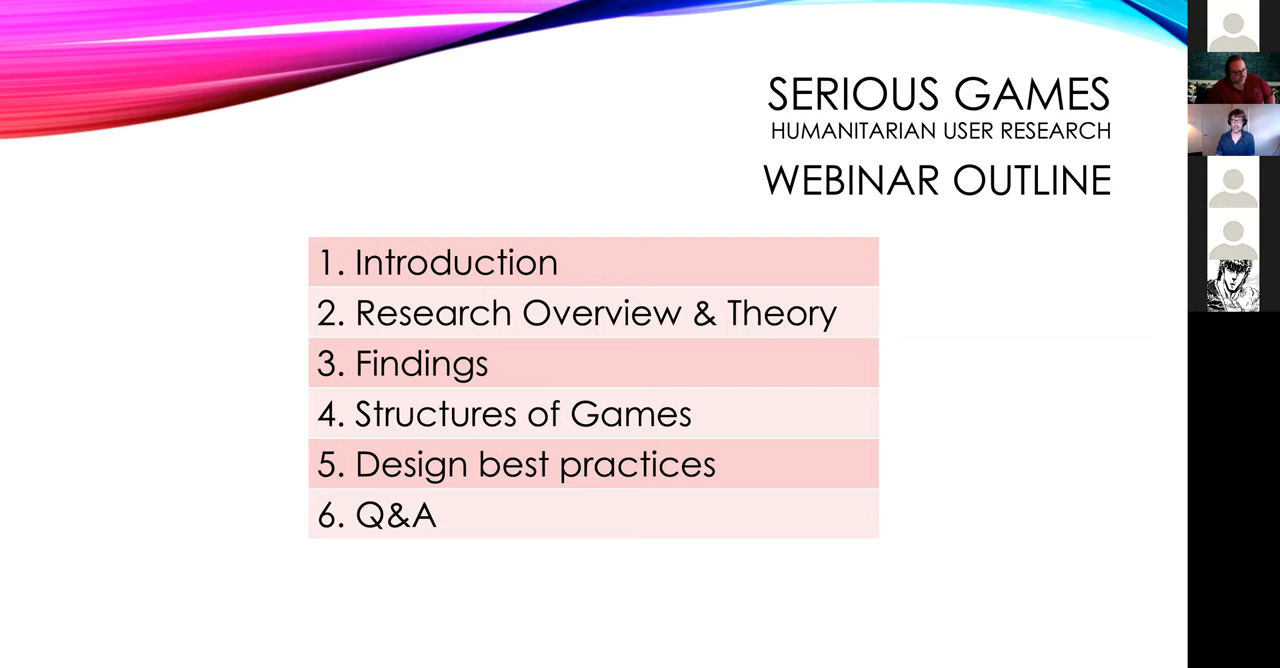 SERIOUS GAMES
HUMANITARIAN USER RESEARCH
WEBINAR OUTLINE
1. Introduction
2. Research Overview & Theory
3. Findings
4. Structures of Games
5. Design best practices
6. Q&A